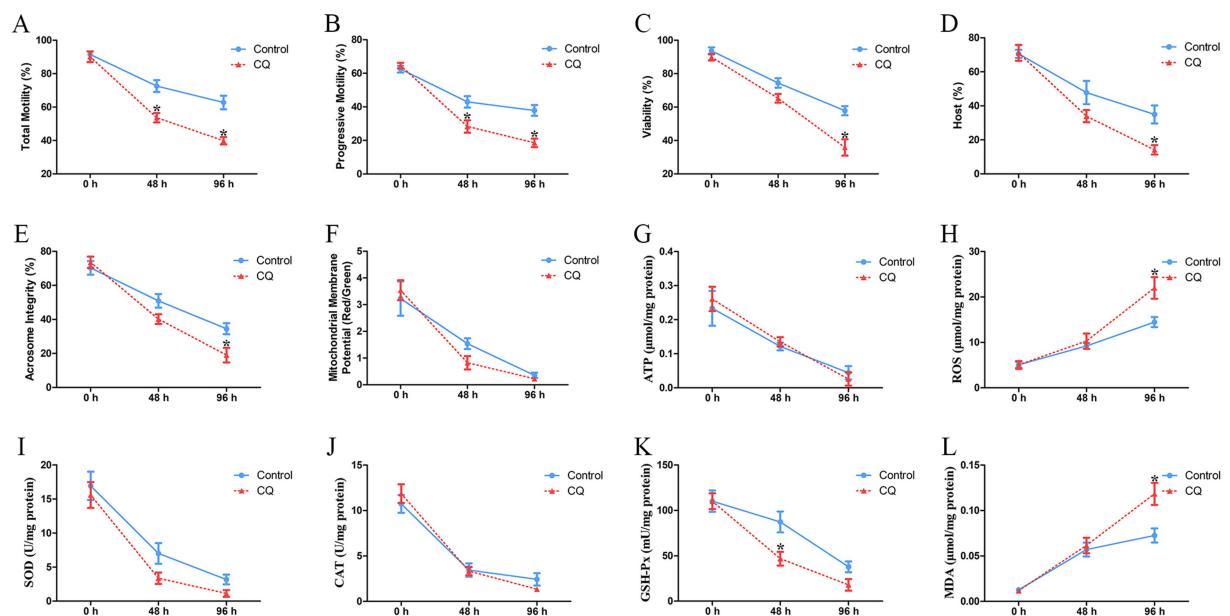 A
Total Motility (%)
100
80
60
40
20
0 h
48 h
96 h
Control
CQ
*
*
B
Progressive Motility (%)
100
80
60
40
20
0
0 h
48 h
96 h
Control
CQ
*
*
C
Viability (%)
100
80
60
40
20
0 h
48 h
96 h
Control
CQ
*
D
Host (%)
80
60
40
20
0
0 h
48 h
96 h
Control
CQ
*
E
Acrosome Integrity (%)
80
60
40
20
0
0 h
48 h
96 h
Control
CQ
*
F
Mitochondrial Membrane
Potential (Red/Green)
5
4
3
2
1
0
0 h
48 h
96 h
Control
CQ
G
ATP (μmol/mg protein)
0.4
0.3
0.2
0.1
0.0
0 h
48 h
96 h
Control
CQ
H
ROS (μmol/mg protein)
30
20
10
0
0 h
48 h
96 h
Control
CQ
*
I
SOD (U/mg protein)
20
15
10
5
0
0 h
48 h
96 h
Control
CQ
J
CAT (U/mg protein)
20
15
10
5
0
0 h
48 h
96 h
Control
CQ
K
GSH-Px (mU/mg protein)
150
100
50
0
0 h
48 h
96 h
Control
CQ
*
L
MDA (μmol/mg protein)
0.15
0.10
0.05
0.00
0 h
48 h
96 h
Control
CQ
*